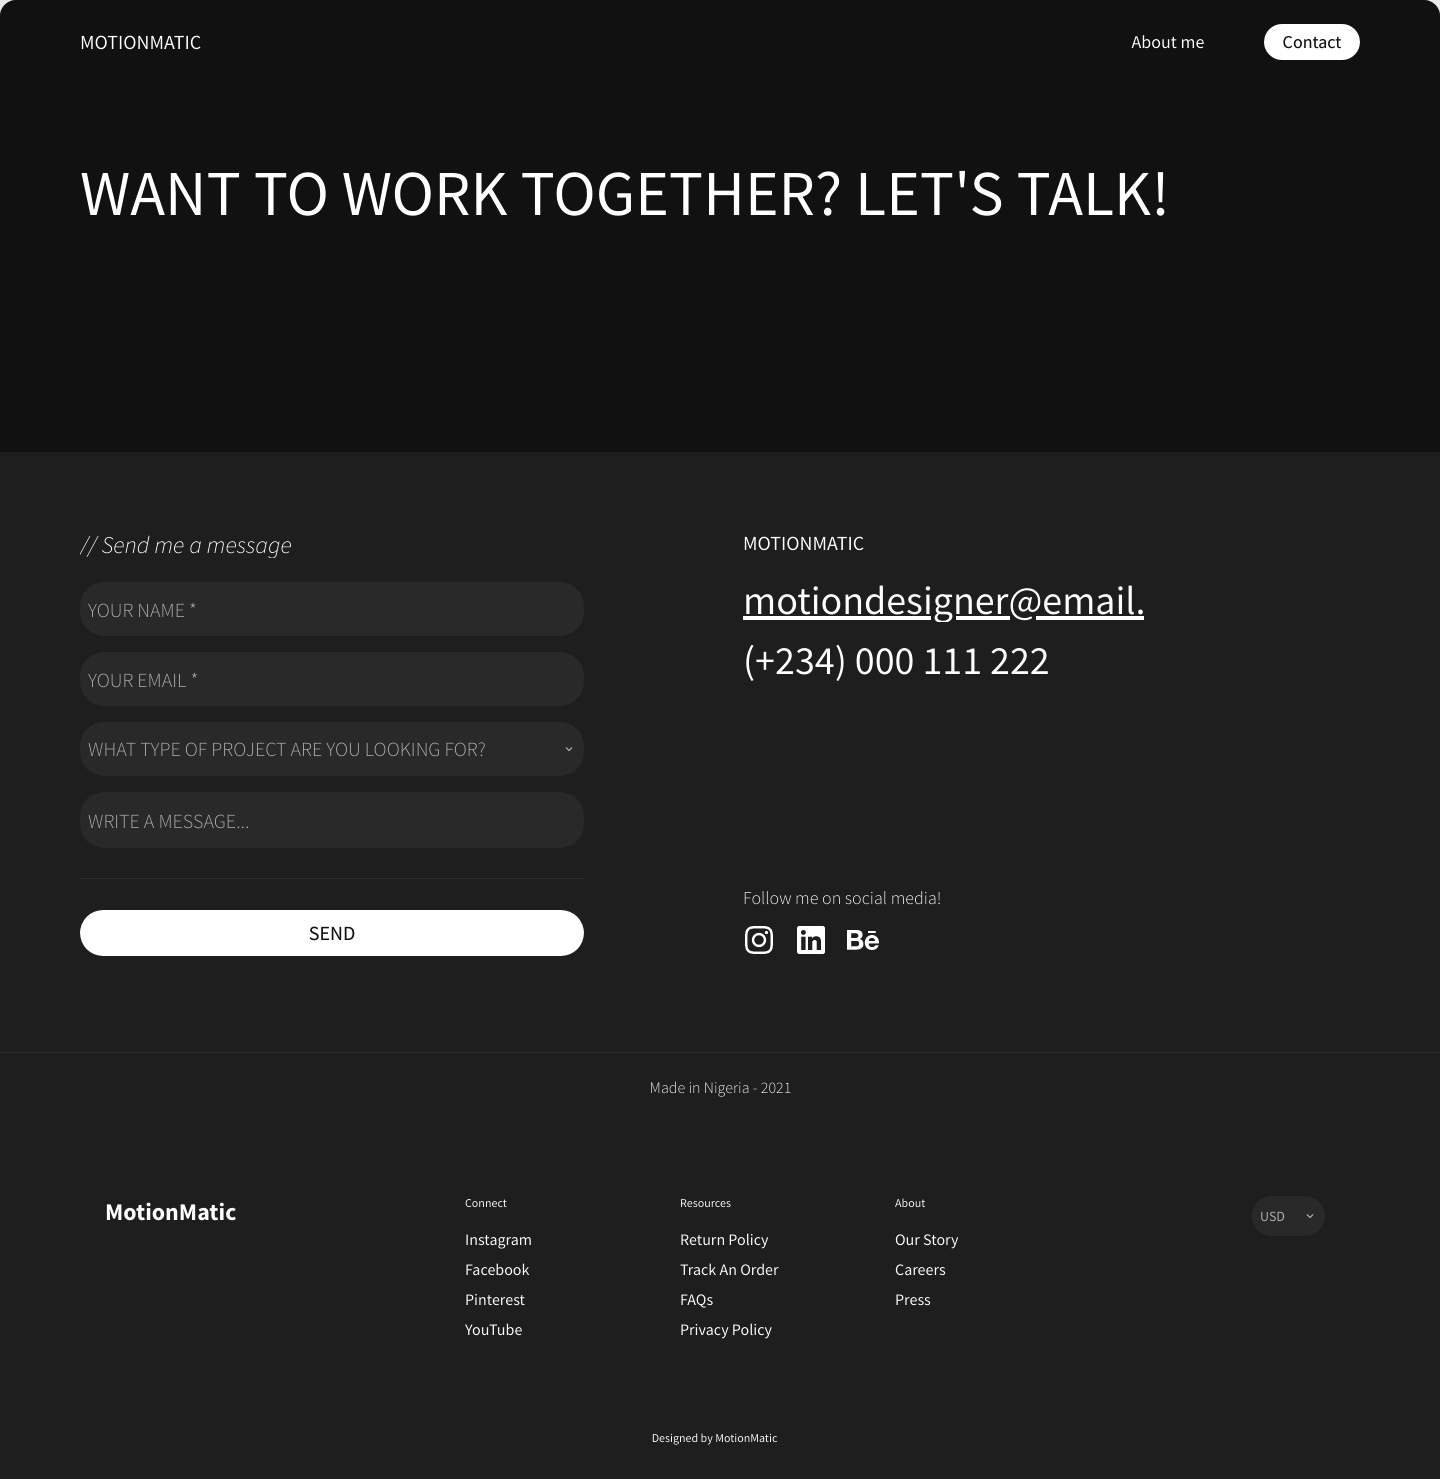 MOTIONMATIC
About me
Contact
WANT TO WORK TOGETHER? LET'S TALK!
// Send me a message
YOUR NAME *
YOUR EMAIL *
WHAT TYPE OF PROJECT ARE YOU LOOKING FOR?
WRITE A MESSAGE...
SEND
MOTIONMATIC
motiondesigner@email.
(+234) 000 111 222
Follow me on social media!
in
Bē
Made in Nigeria - 2021
MotionMatic
Connect
Instagram
Facebook
Pinterest
YouTube
Resources
Return Policy
Track An Order
FAQs
Privacy Policy
About
Our Story
Careers
Press
USD
Designed by MotionMatic